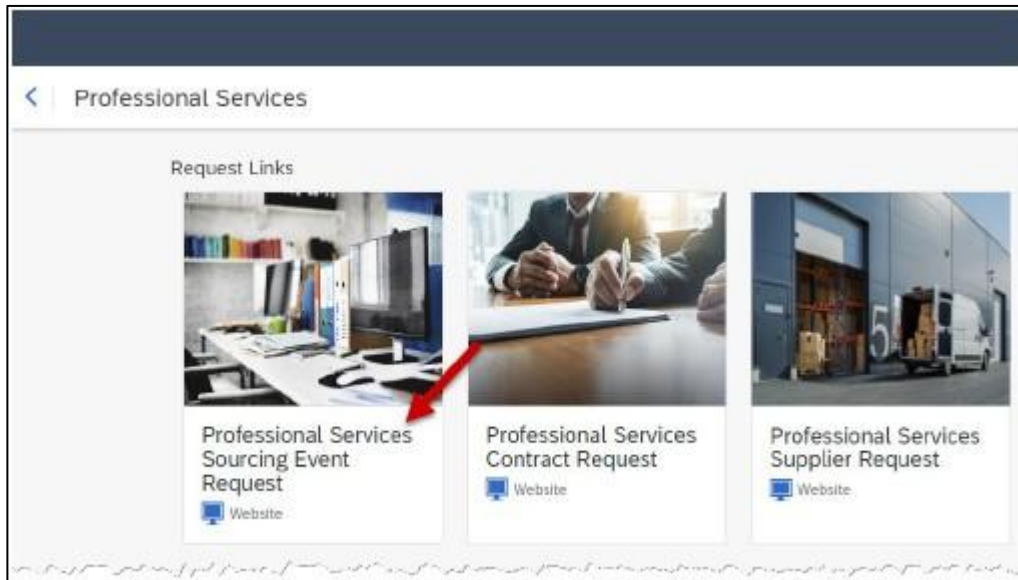 Professional Services
Request Links
5
Professional Services
Sourcing Event
Request
Website
Professional Services
Contract Request
Website
Professional Services
Supplier Request
Website